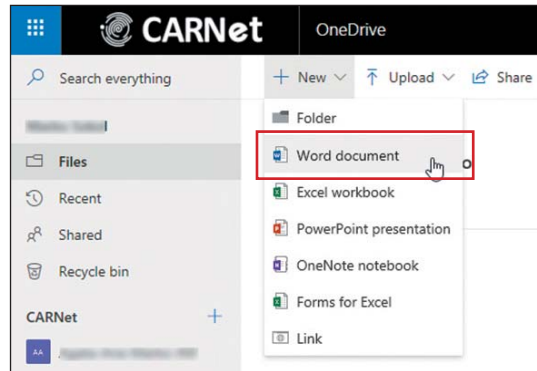 CARNet OneDrive
Search everything
+ New Upload Share
Files
Recent
Shared
Recycle bin
CARNet +
AA
Folder
Word document
Excel workbook
PowerPoint presentation
OneNote notebook
Forms for Excel
Link